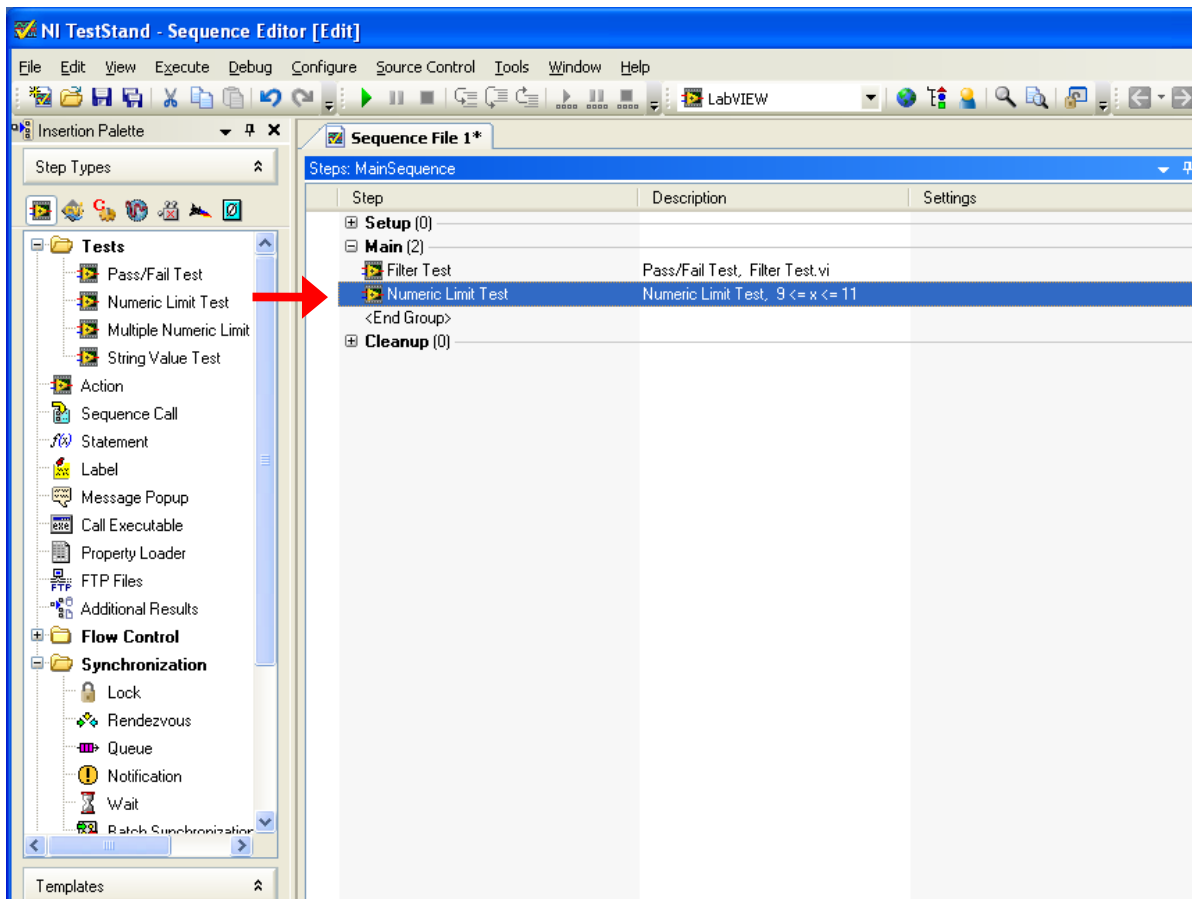 NI TestStand - Sequence Editor [Edit]
File Edit View Execute Debug Configure Source Control Tools Window Help
LabVIEW
Insertion Palette
Step Types
Tests
Pass/Fail Test
Numeric Limit Test
Multiple Numeric Limit
String Value Test
Action
Sequence Call
f(x) Statement
Label
Message Popup
exe Call Executable
Property Loader
FTP FTP Files
Additional Results
Flow Control
Synchronization
Lock
Rendezvous
Queue
Notification
Wait
Batch Synchronization
Templates
Sequence File 1*
Steps: MainSequence
Step Description Settings
Setup (0)
Main (2)
Filter Test Pass/Fail Test, Filter Test.vi
Numeric Limit Test Numeric Limit Test, 9 <= x <= 11
<End Group>
Cleanup (0)